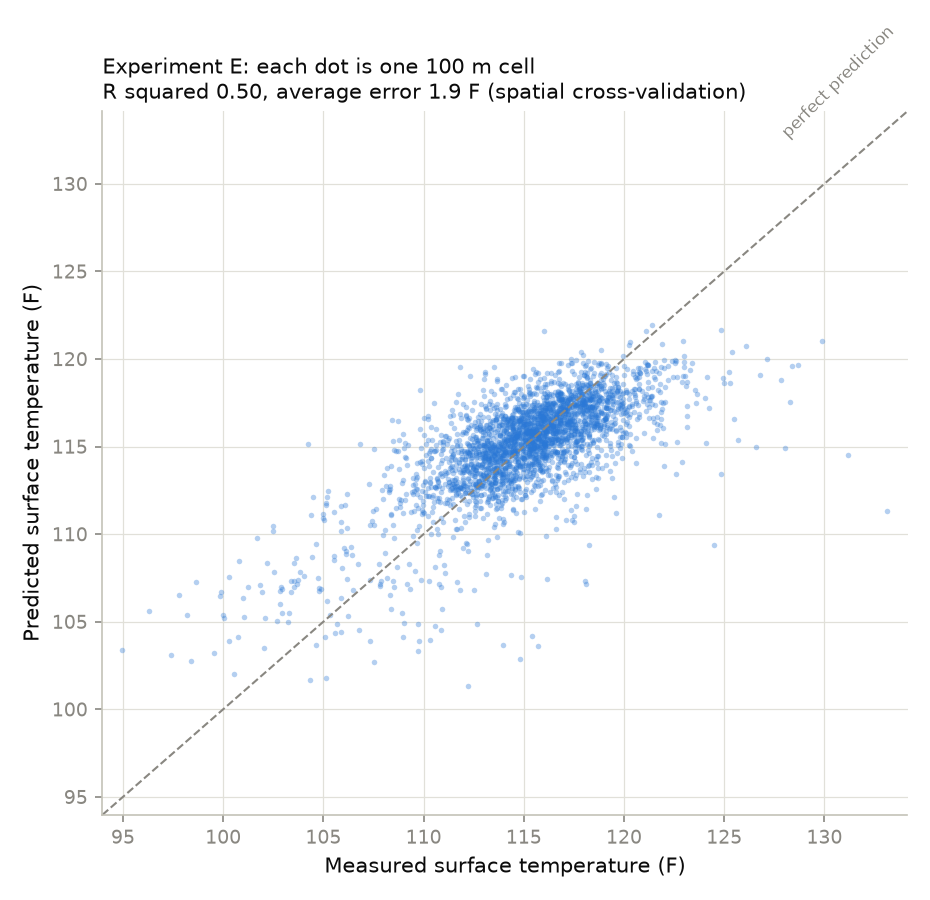 perfect prediction
Experiment E: each dot is one 100 m cell
R squared 0.50, average error 1.9 F (spatial cross-validation)
Predicted surface temperature (F)
130
125
120
115
110
105
100
95
95 100 105 110 115 120 125 130
Measured surface temperature (F)